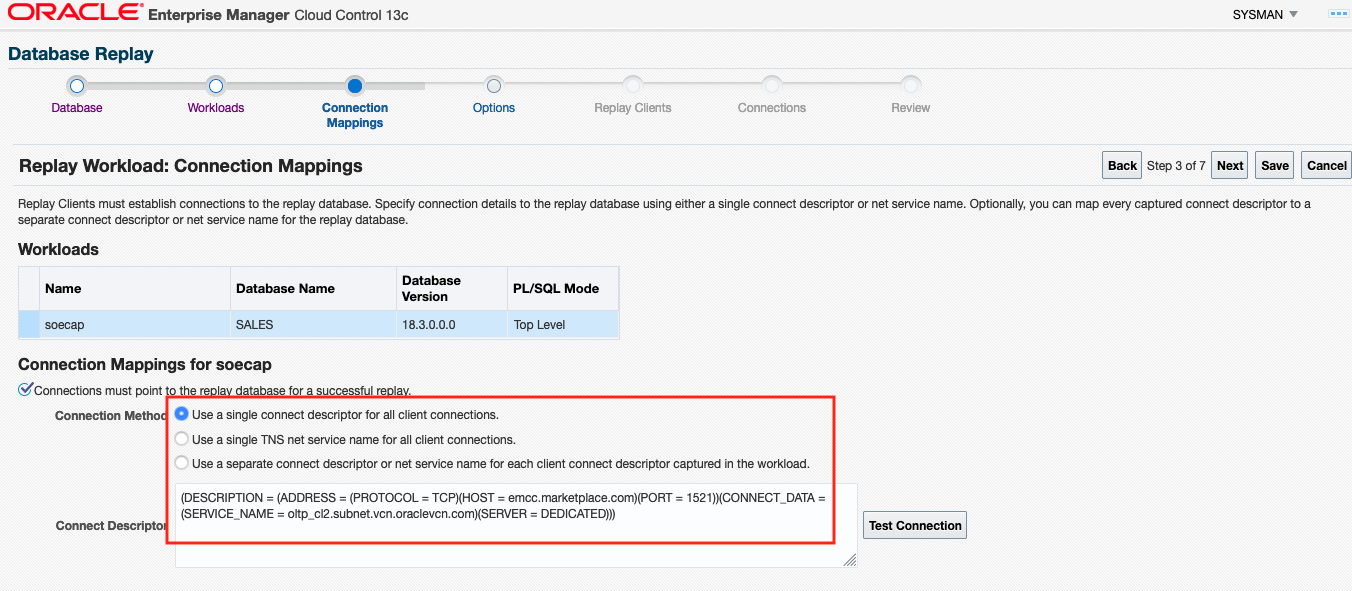 ORACLE Enterprise Manager Cloud Control 13c SYSMAN
Database Replay
Database Workloads Connection Mappings Options Replay Clients Connections Review
Replay Workload: Connection Mappings Back Step 3 of 7 Next Save Cancel
Replay Clients must establish connections to the replay database. Specify connection details to the replay database using either a single connect descriptor or net service name. Optionally, you can map every captured connect descriptor to a
separate connect descriptor or net service name for the replay database.
Workloads
Name Database Name Database Version PL/SQL Mode
soecap SALES 18.3.0.0.0 Top Level
Connection Mappings for soecap
Connections must point to the replay database for a successful replay.
Connection Method Use a single connect descriptor for all client connections.
Use a single TNS net service name for all client connections.
Use a separate connect descriptor or net service name for each client connect descriptor captured in the workload.
(DESCRIPTION = (ADDRESS = (PROTOCOL = TCP)(HOST = emcc.marketplace.com)(PORT = 1521))(CONNECT_DATA =
(SERVICE_NAME = oltp_cl2.subnet.vcn.oraclevcn.com)(SERVER = DEDICATED)))
Connect Descriptor Test Connection